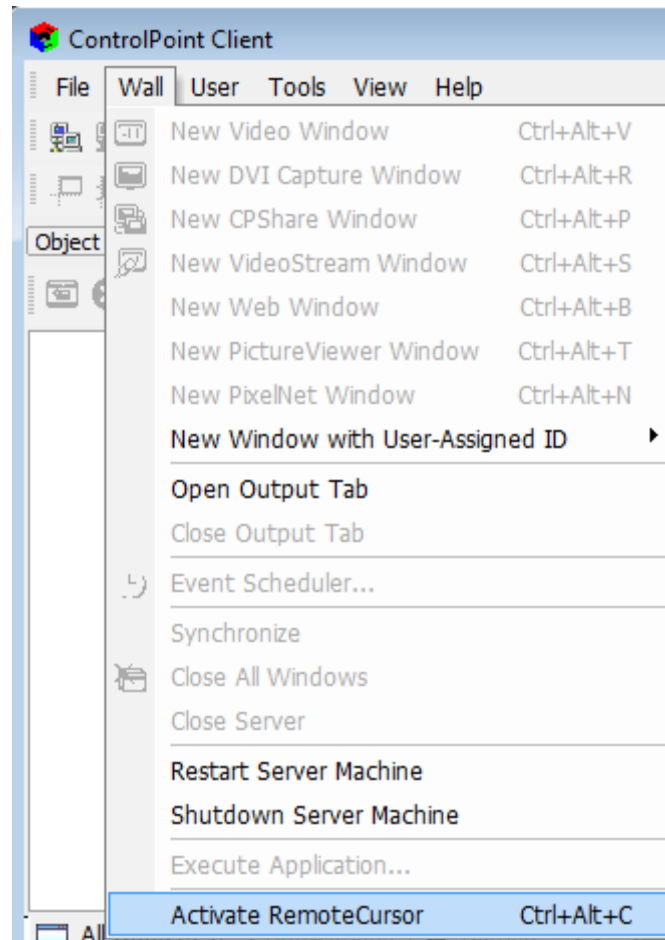 ControlPoint Client
File Wall User Tools View Help
New Video Window Ctrl+Alt+V
New DVI Capture Window Ctrl+Alt+R
New CPShare Window Ctrl+Alt+P
Object
New VideoStream Window Ctrl+Alt+S
New Web Window Ctrl+Alt+B
New PictureViewer Window Ctrl+Alt+T
New PixelNet Window Ctrl+Alt+N
New Window with User-Assigned ID
Open Output Tab
Close Output Tab
Event Scheduler...
Synchronize
Close All Windows
Close Server
Restart Server Machine
Shutdown Server Machine
Execute Application...
Activate RemoteCursor Ctrl+Alt+C